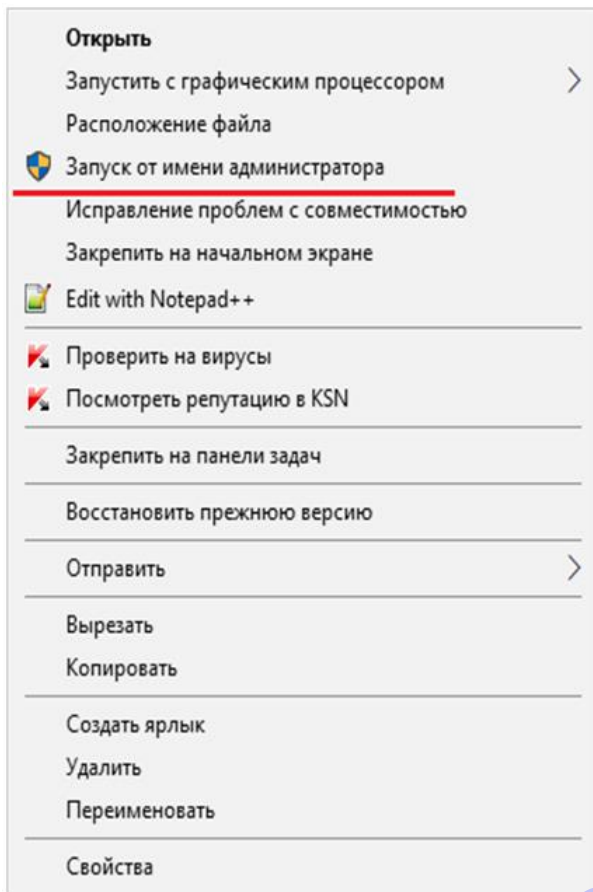 Открыть
Запустить с графическим процессором
Расположение файла
Запуск от имени администратора
Исправление проблем с совместимостью
Закрепить на начальном экране
Edit with Notepad++
Проверить на вирусы
Посмотреть репутацию в KSN
Закрепить на панели задач
Восстановить прежнюю версию
Отправить
Вырезать
Копировать
Создать ярлык
Удалить
Переименовать
Свойства